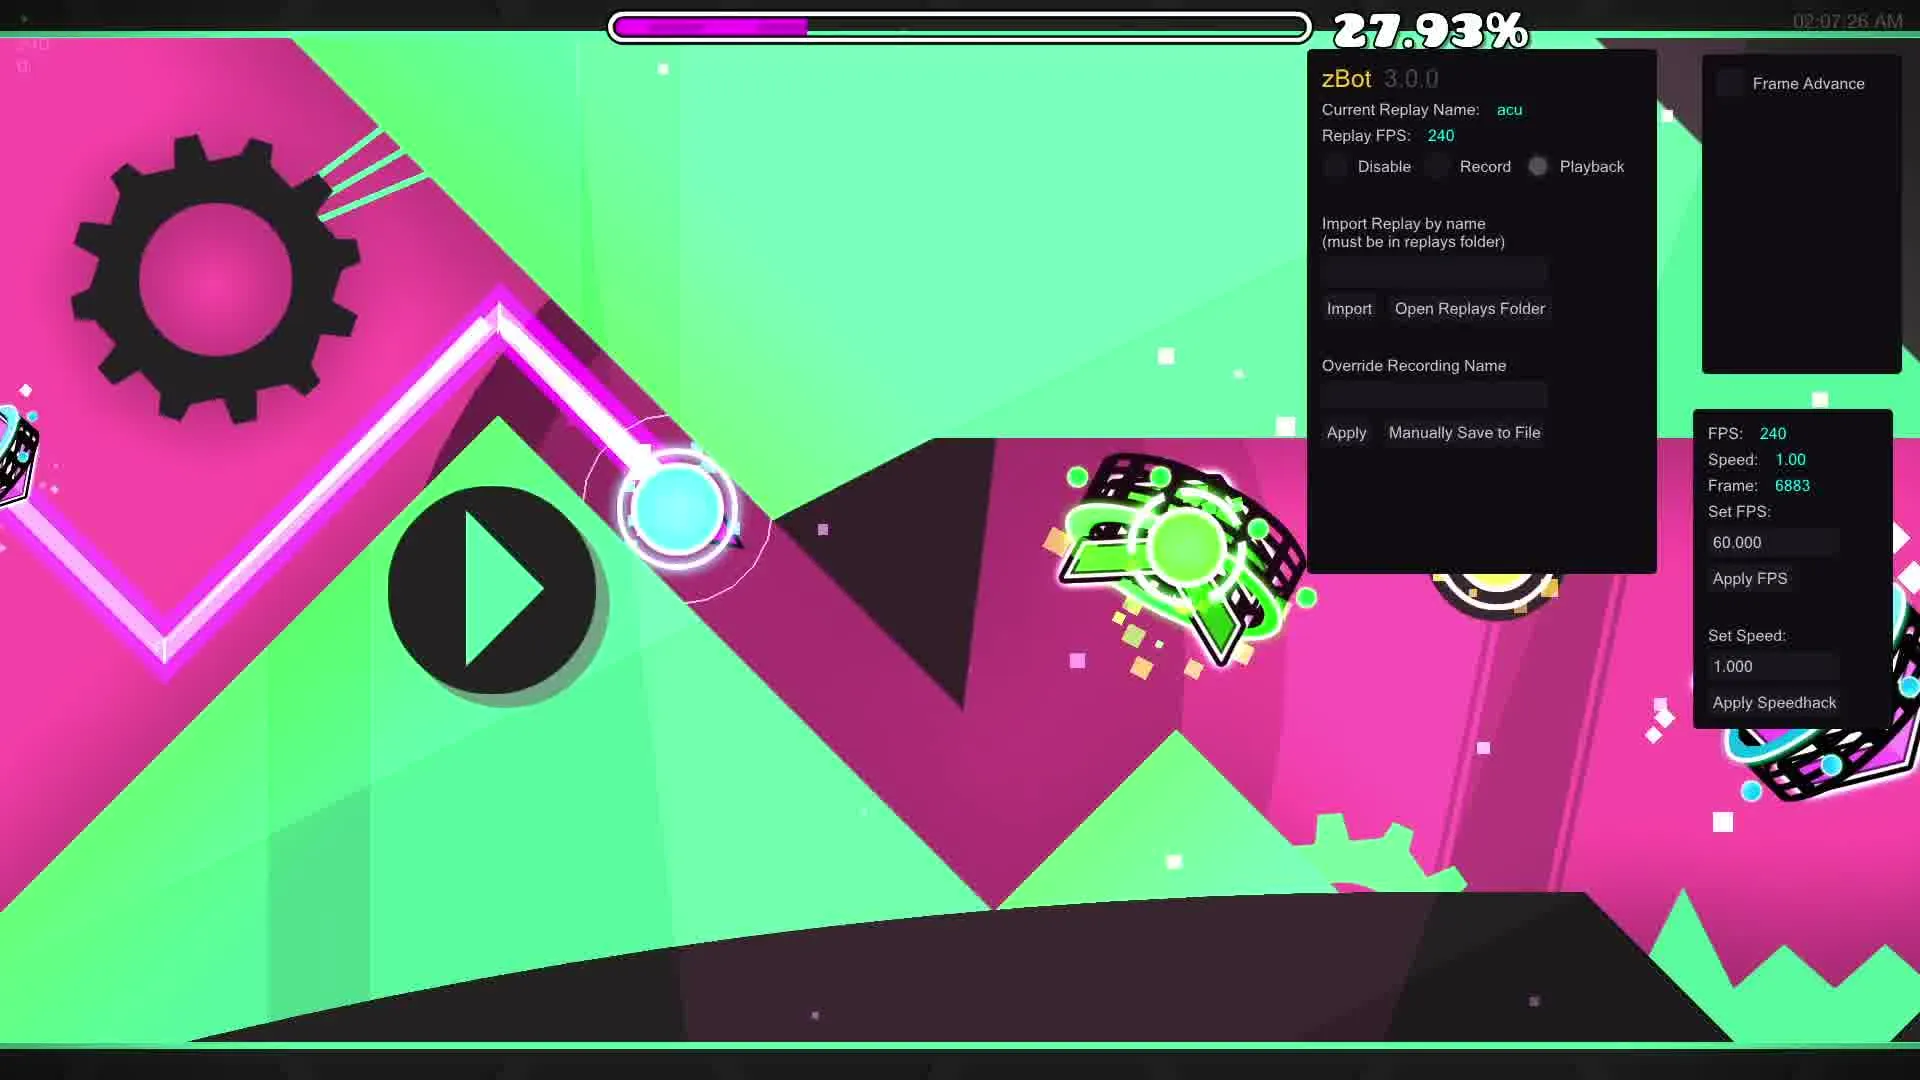 27.93%
02:07:26 AM
240
0
zBot 3.0.0
Current Replay Name: acu
Replay FPS: 240
Disable Record Playback
Import Replay by name
(must be in replays folder)
Import Open Replays Folder
Override Recording Name
Apply Manually Save to File
Frame Advance
FPS: 240
Speed: 1.00
Frame: 6883
Set FPS:
60.000
Apply FPS
Set Speed:
1.000
Apply Speedhack